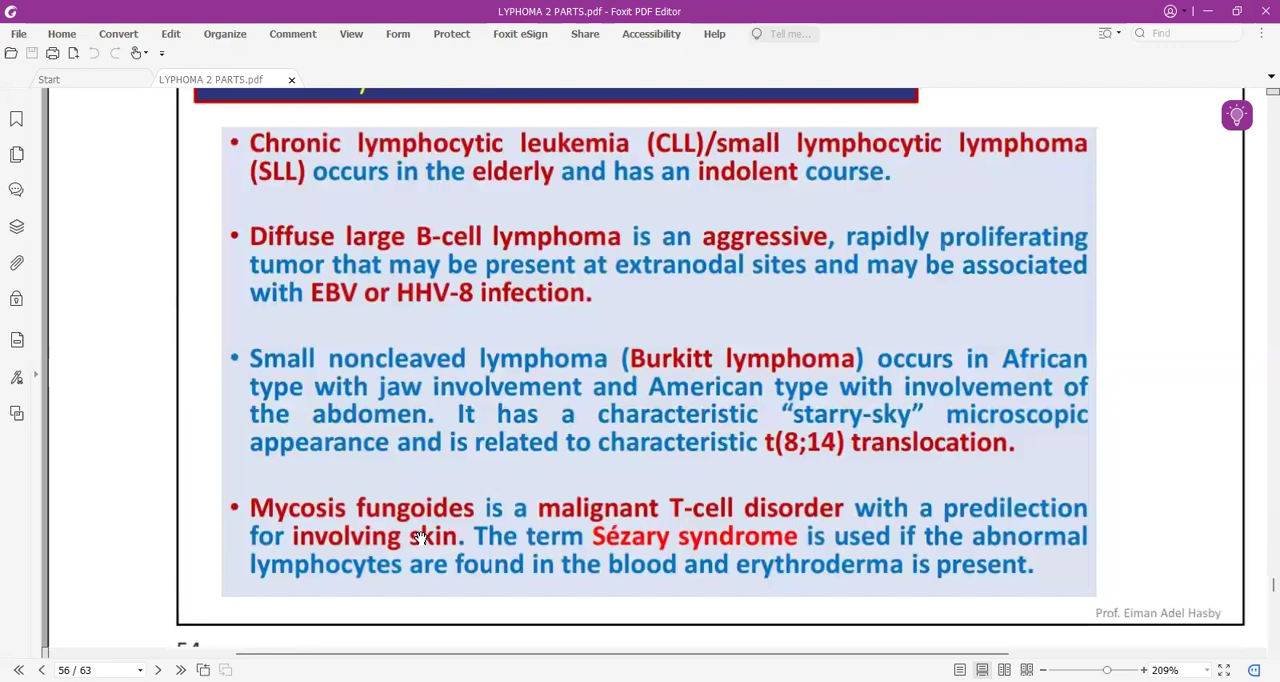 LYPHOMA 2 PARTS.pdf - Foxit PDF Editor
File Home Convert Edit Organize Comment View Form Protect Foxit eSign Share Accessibility Help Tell me... Find
Start LYPHOMA 2 PARTS.pdf
• Chronic lymphocytic leukemia (CLL)/small lymphocytic lymphoma
(SLL) occurs in the elderly and has an indolent course.
• Diffuse large B-cell lymphoma is an aggressive, rapidly proliferating
tumor that may be present at extranodal sites and may be associated
with EBV or HHV-8 infection.
• Small noncleaved lymphoma (Burkitt lymphoma) occurs in African
type with jaw involvement and American type with involvement of
the abdomen. It has a characteristic “starry-sky” microscopic
appearance and is related to characteristic t(8;14) translocation.
• Mycosis fungoides is a malignant T-cell disorder with a predilection
for involving skin. The term Sézary syndrome is used if the abnormal
lymphocytes are found in the blood and erythroderma is present.
Prof. Eiman Adel Hasby
56 / 63 209%